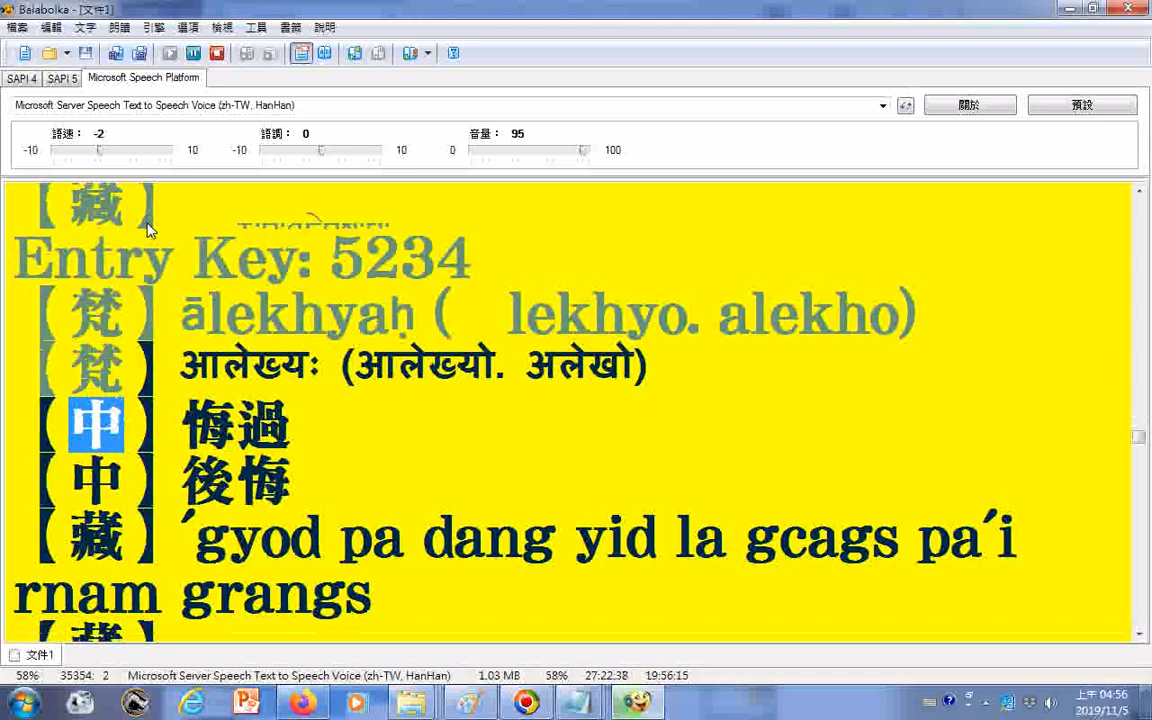 Balabolka - [文件1]
檔案 編輯 文字 朗讀 引擎 選項 檢視 工具 書籤 說明
SAPI 4 SAPI 5 Microsoft Speech Platform
Microsoft Server Speech Text to Speech Voice (zh-TW, HanHan) 關於 預設
語速： -2 語調： 0 音量： 95
-10 10 -10 10 0 100
【藏】
Entry Key: 5234
【梵】ālekhyaḥ ( lekhyo. alekho)
【梵】आलेख्यः (आलेख्यो. अलेखो)
【中】悔過
【中】後悔
【藏】'gyod pa dang yid la gcags pa'i
rnam grangs
文件1
58% 35354: 2 Microsoft Server Speech Text to Speech Voice (zh-TW, HanHan) 1.03 MB 58% 27:22:38 19:56:15
上午 04:56
2019/11/5